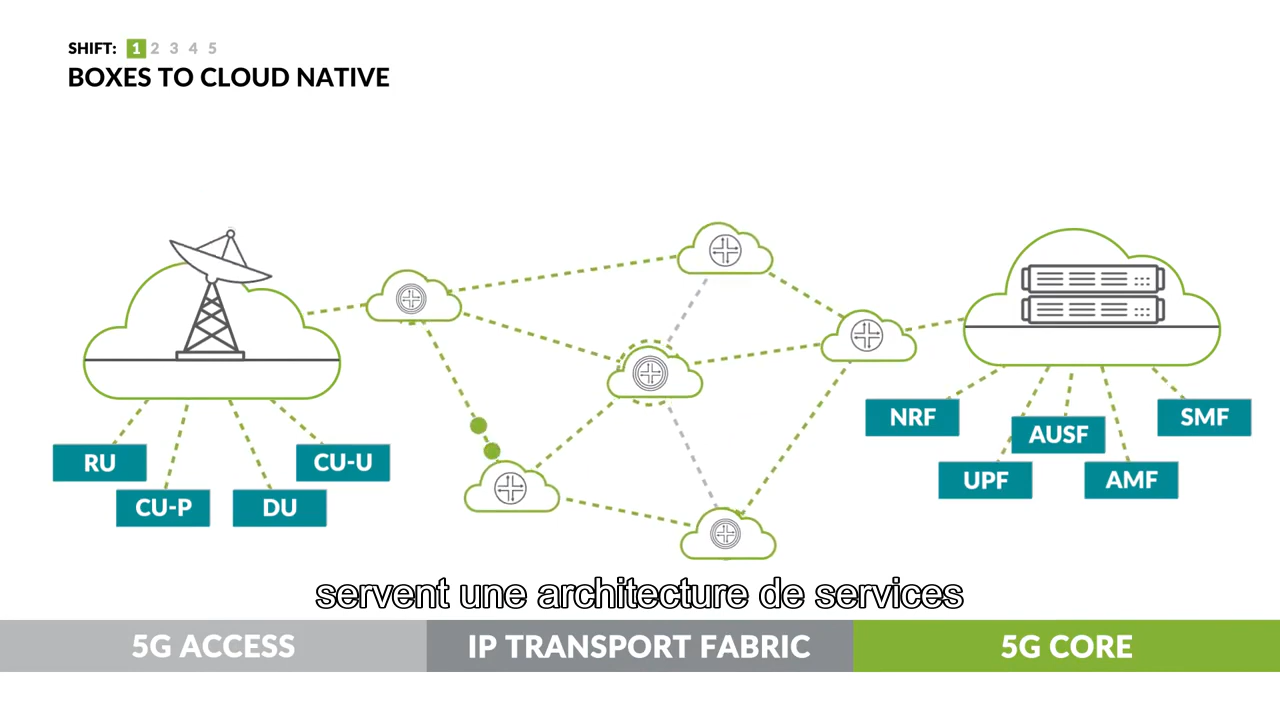 SHIFT: 1 2 3 4 5
BOXES TO CLOUD NATIVE
RU
CU-P
DU
CU-U
NRF
UPF
AUSF
AMF
SMF
servent une architecture de services
5G ACCESS
IP TRANSPORT FABRIC
5G CORE